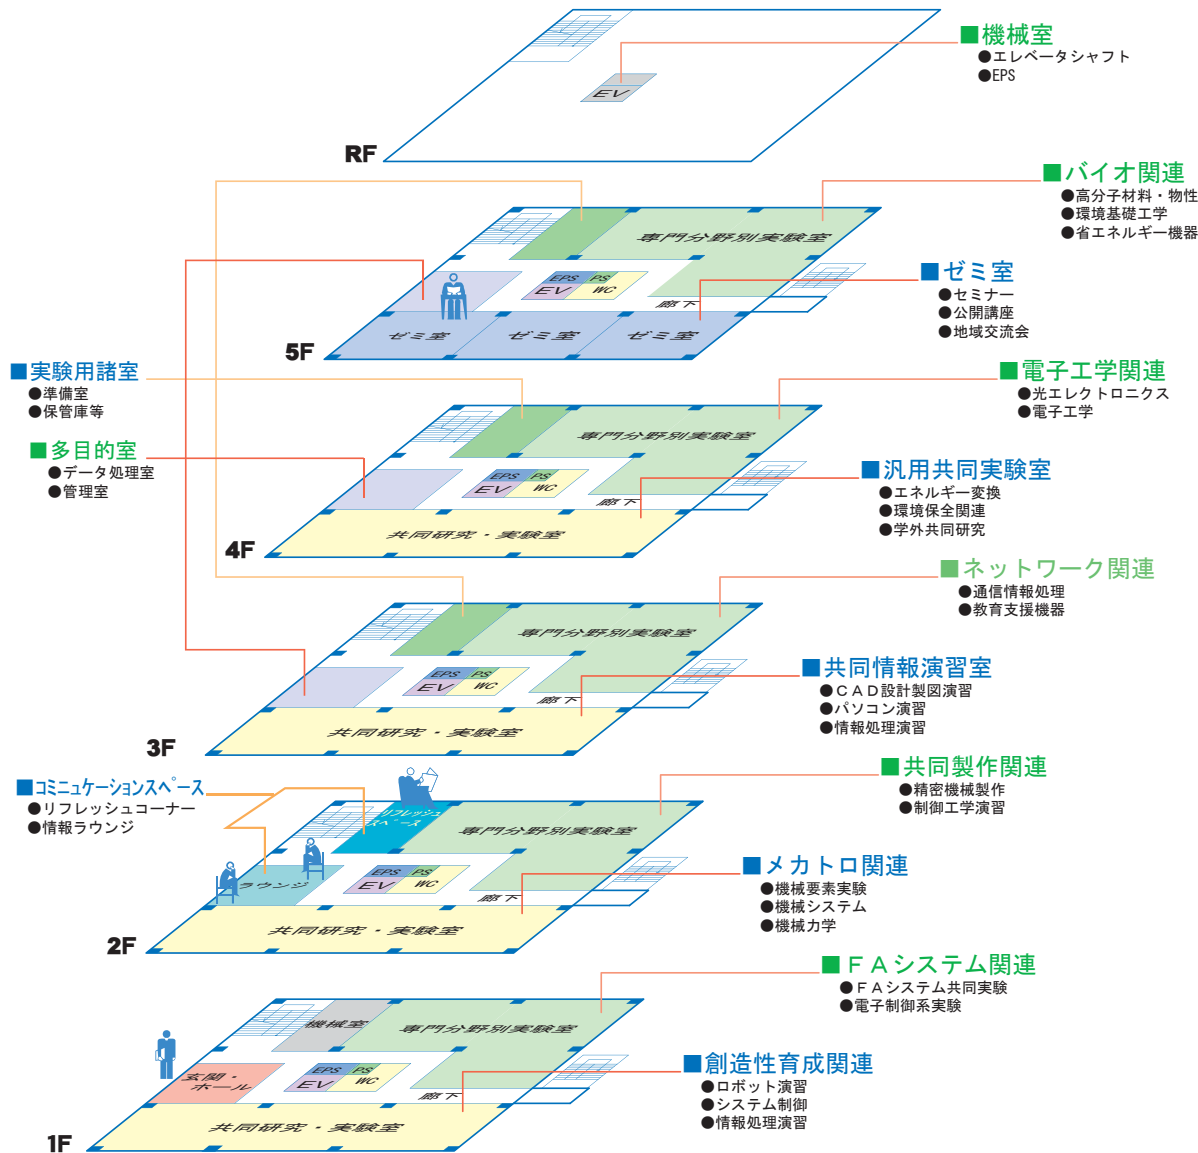 ■機械室
●エレベータシャフト
●EPS
EV
RF
■バイオ関連
●高分子材料・物性
●環境基礎工学
●省エネルギー機器
専門分野別実験室
EPS PS
EV WC
廊下
■ゼミ室
●セミナー
●公開講座
●地域交流会
ゼミ室 ゼミ室 ゼミ室
5F
■実験用諸室
●準備室
●保管庫等
■多目的室
●データ処理室
●管理室
■電子工学関連
●光エレクトロニクス
●電子工学
専門分野別実験室
EPS PS
EV WC
廊下
■汎用共同実験室
●エネルギー変換
●環境保全関連
●学外共同研究
共同研究・実験室
4F
■ネットワーク関連
●通信情報処理
●教育支援機器
専門分野別実験室
EPS PS
EV WC
廊下
■共同情報演習室
●ＣＡＤ設計製図演習
●パソコン演習
●情報処理演習
共同研究・実験室
3F
■コミニュケーションスペース
●リフレッシュコーナー
●情報ラウンジ
■共同製作関連
●精密機械製作
●制御工学演習
リフレッシュ
スペース
専門分野別実験室
EPS PS
EV WC
ラウンジ
廊下
■メカトロ関連
●機械要素実験
●機械システム
●機械力学
共同研究・実験室
2F
■ＦＡシステム関連
●ＦＡシステム共同実験
●電子制御系実験
機械室
専門分野別実験室
玄関・
ホール
EPS PS
EV WC
廊下
■創造性育成関連
●ロボット演習
●システム制御
●情報処理演習
共同研究・実験室
1F